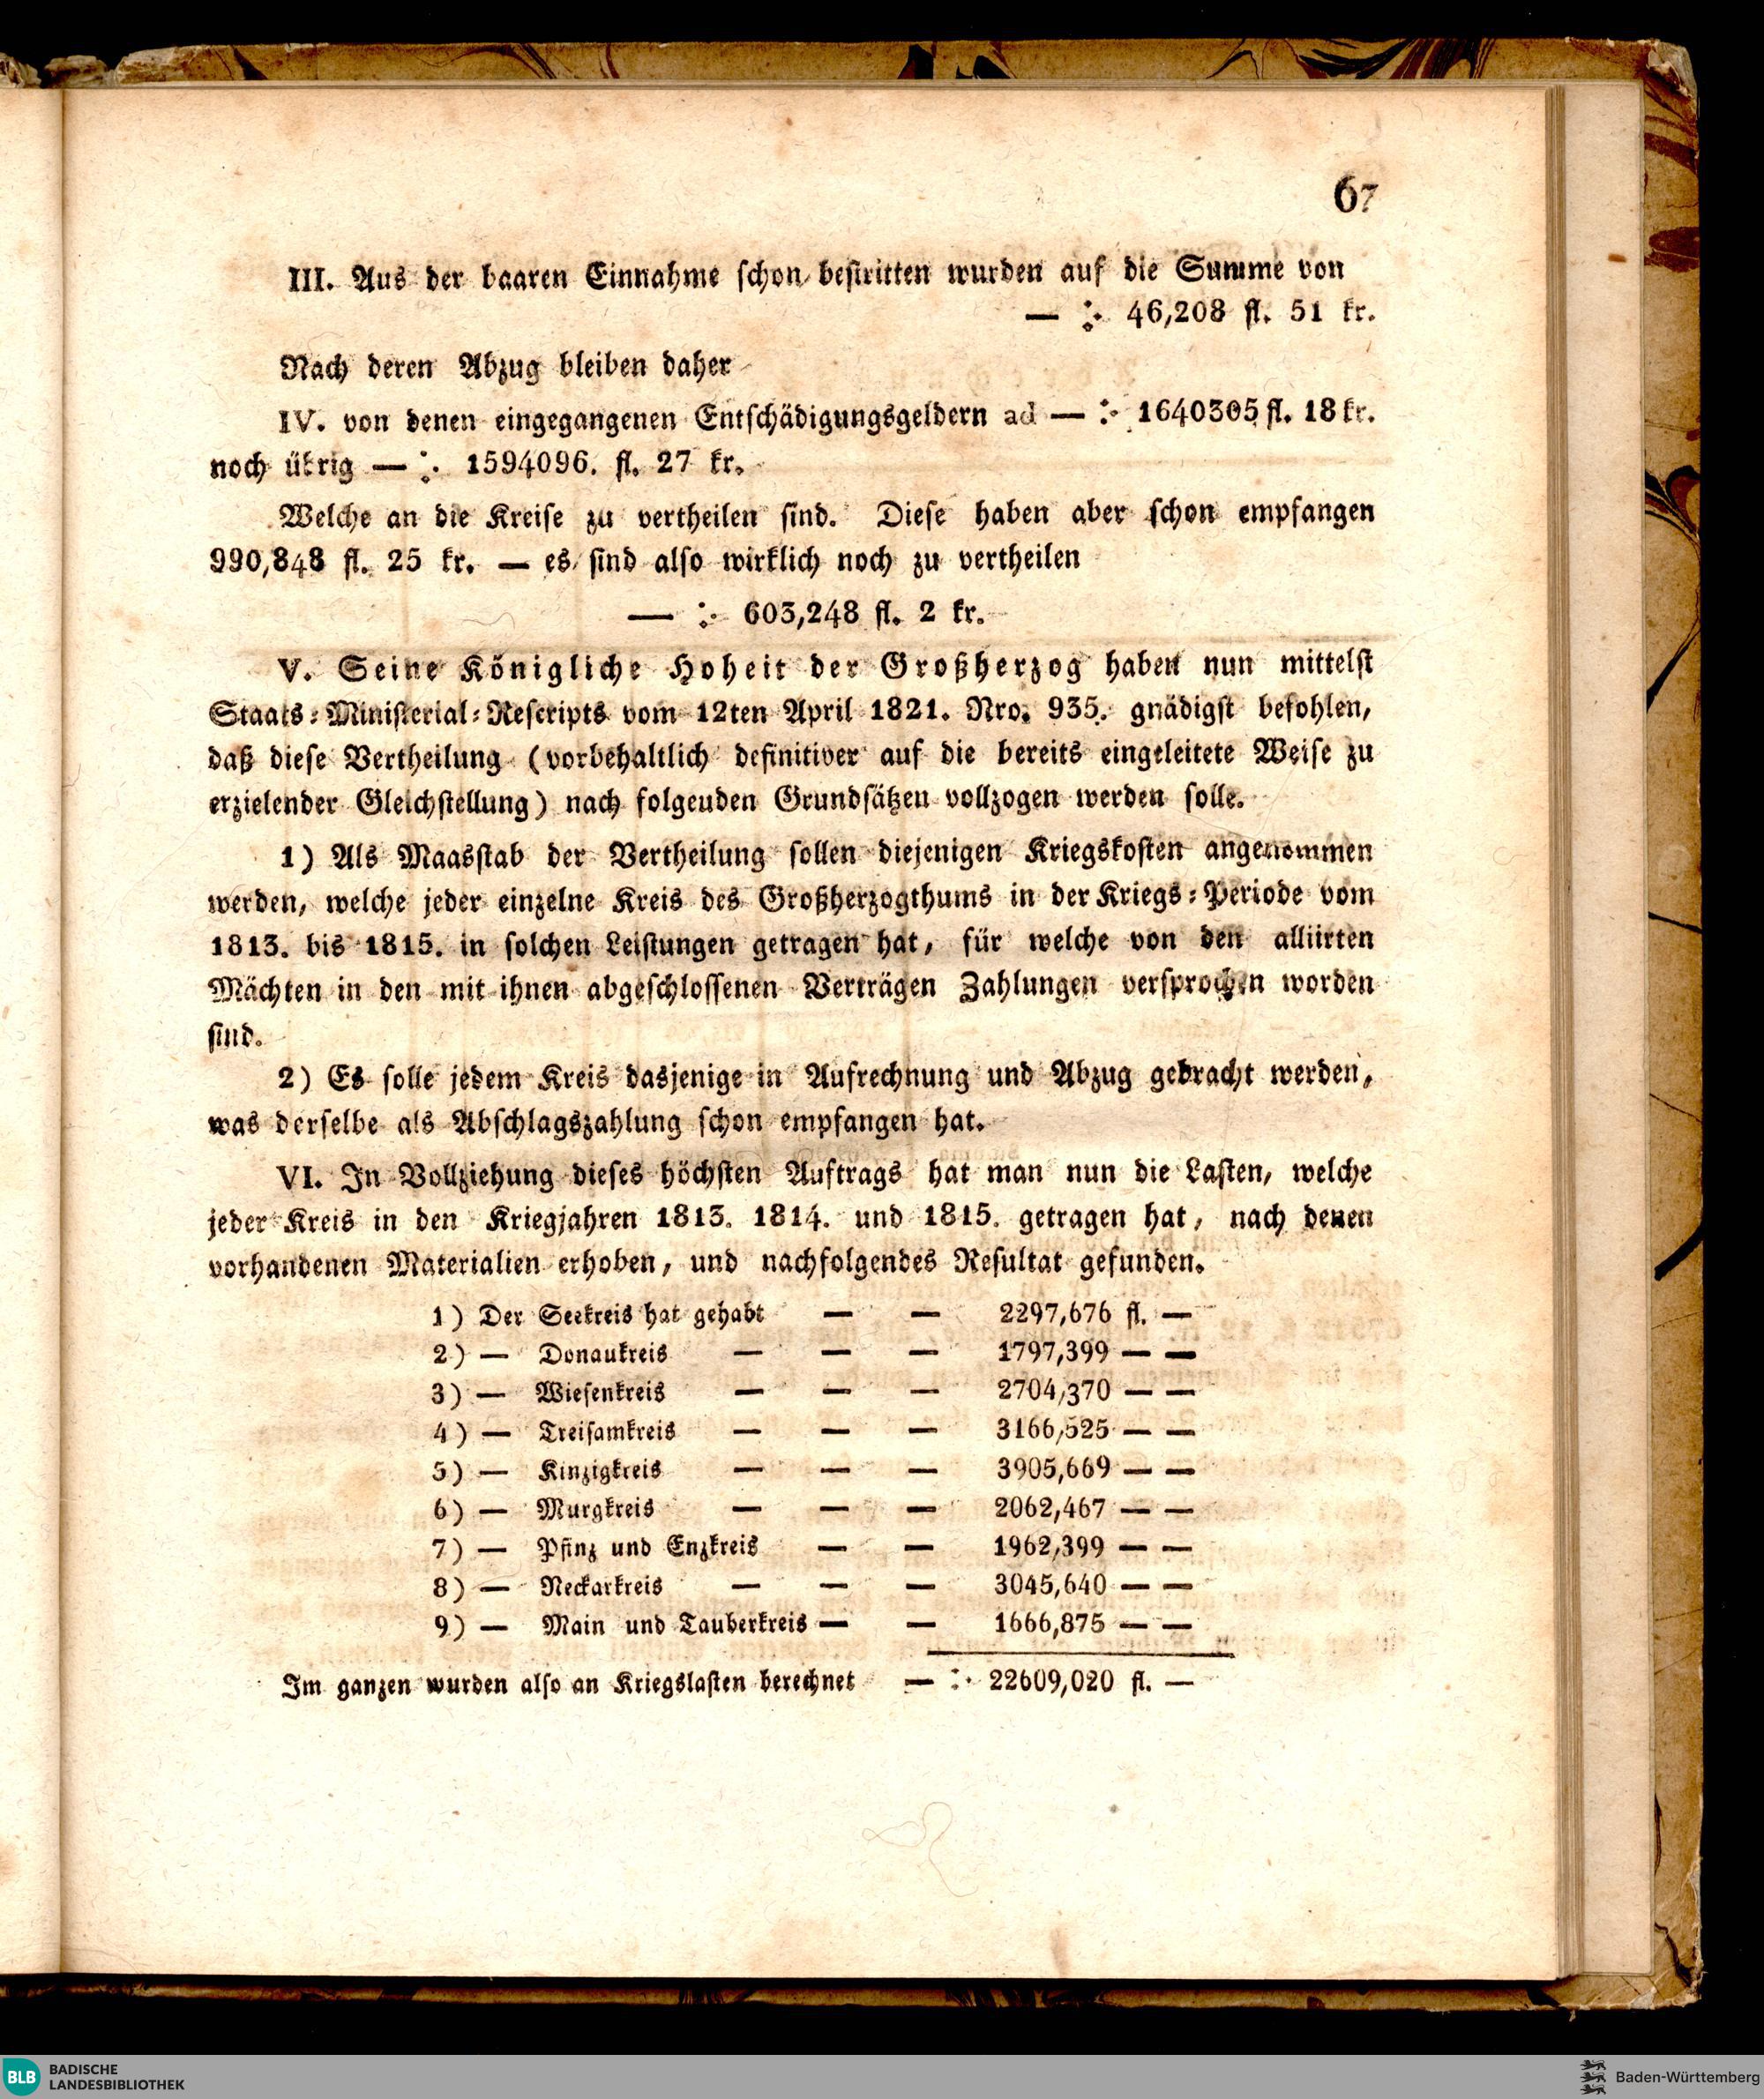 67
III. Aus der baaren Einnahme schon bestritten wurden auf die Summe von
— ⁘ 46,208 fl. 51 kr.
Nach deren Abzug bleiben daher
IV. von denen eingegangenen Entschädigungsgeldern ad — ⁘ 1640305 fl. 18 kr.
noch übrig — ⁘ 1594096. fl. 27 kr.
Welche an die Kreise zu vertheilen sind. Diese haben aber schon empfangen
990,848 fl. 25 kr. — es sind also wirklich noch zu vertheilen
— ⁘ 603,248 fl. 2 kr.
V. Seine Königliche Hoheit der Großherzog haben nun mittelst
Staats-Ministerial-Rescripts vom 12ten April 1821. Nro. 935. gnädigst befohlen,
daß diese Vertheilung (vorbehaltlich definitiver auf die bereits eingeleitete Weise zu
erzielender Gleichstellung) nach folgenden Grundsätzen vollzogen werden solle.
1) Als Maasstab der Vertheilung sollen diejenigen Kriegskosten angenommen
werden, welche jeder einzelne Kreis des Großherzogthums in der Kriegs-Periode vom
1813. bis 1815. in solchen Leistungen getragen hat, für welche von den alliirten
Mächten in den mit ihnen abgeschlossenen Verträgen Zahlungen versprochen worden
sind.
2) Es solle jedem Kreis dasjenige in Aufrechnung und Abzug gebracht werden,
was derselbe als Abschlagszahlung schon empfangen hat.
VI. In Vollziehung dieses höchsten Auftrags hat man nun die Lasten, welche
jeder Kreis in den Kriegjahren 1813. 1814. und 1815. getragen hat, nach denen
vorhandenen Materialien erhoben, und nachfolgendes Resultat gefunden.
1) Der Seekreis hat gehabt — — 2297,676 fl. —
2) — Donaukreis — — — 1797,399 — —
3) — Wiesenkreis — — — 2704,370 — —
4) — Treisamkreis — — — 3166,525 — —
5) — Kinzigkreis — — — 3905,669 — —
6) — Murgkreis — — — 2062,467 — —
7) — Pfinz und Enzkreis — — 1962,399 — —
8) — Neckarkreis — — — 3045,640 — —
9) — Main und Tauberkreis — — 1666,875 — —
Im ganzen wurden also an Kriegslasten berechnet — ⁘ 22609,020 fl. —
BLB BADISCHE
LANDESBIBLIOTHEK
Baden-Württemberg